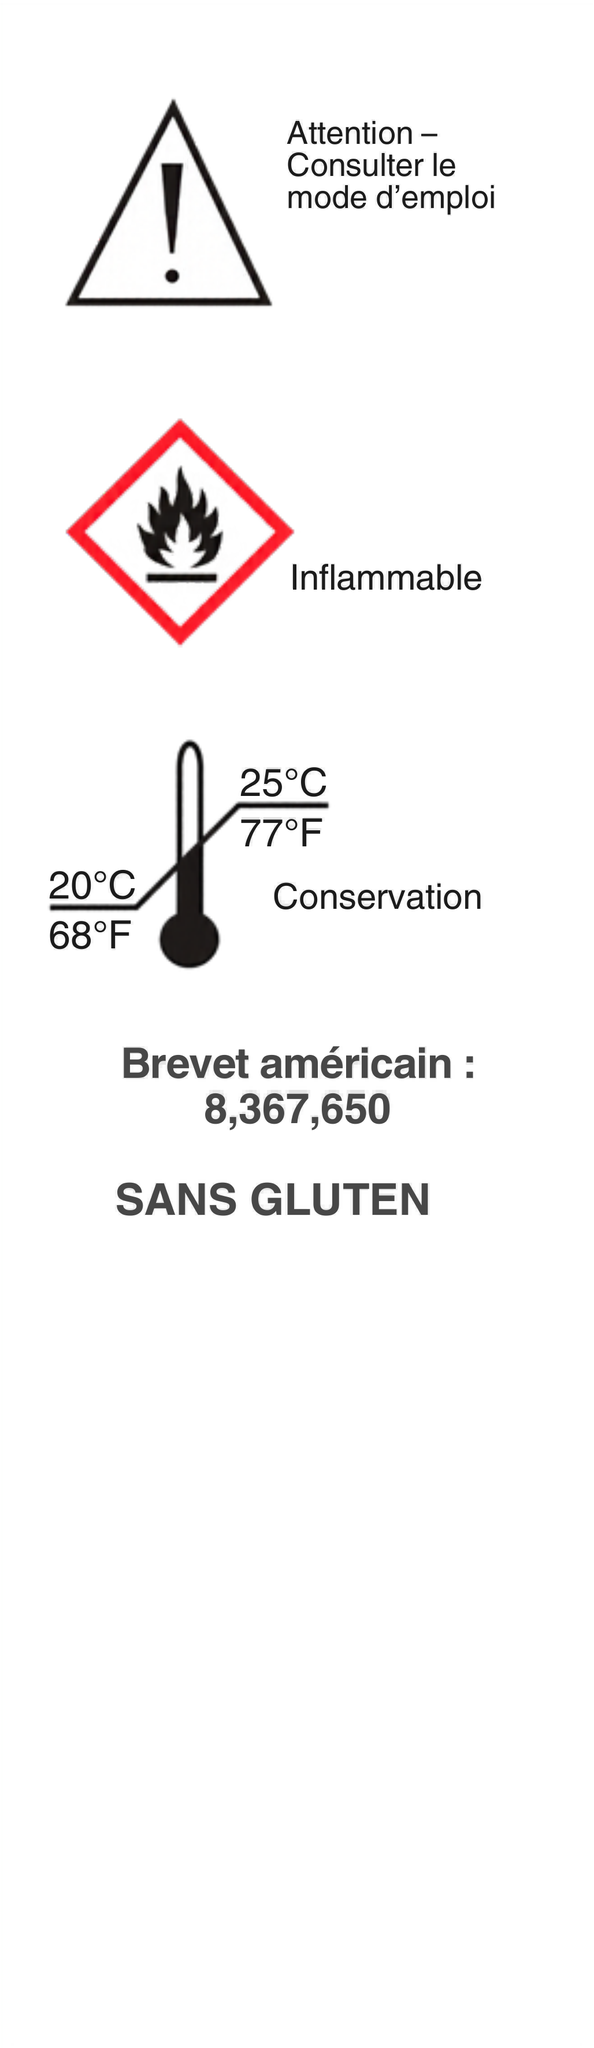 Attention –
Consulter le
mode d’emploi
Inflammable
25°C
77°F
20°C
68°F
Conservation
Brevet américain :
8,367,650
SANS GLUTEN